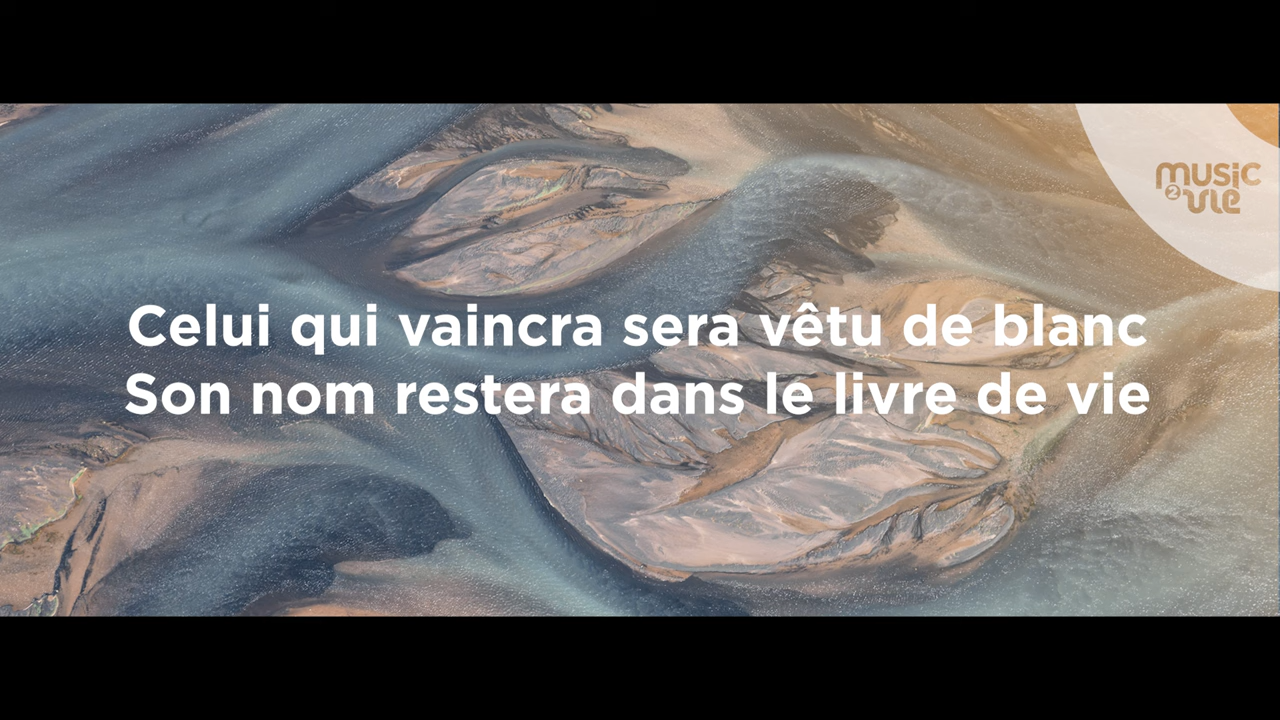 music
2 vie
Celui qui vaincra sera vêtu de blanc
Son nom restera dans le livre de vie